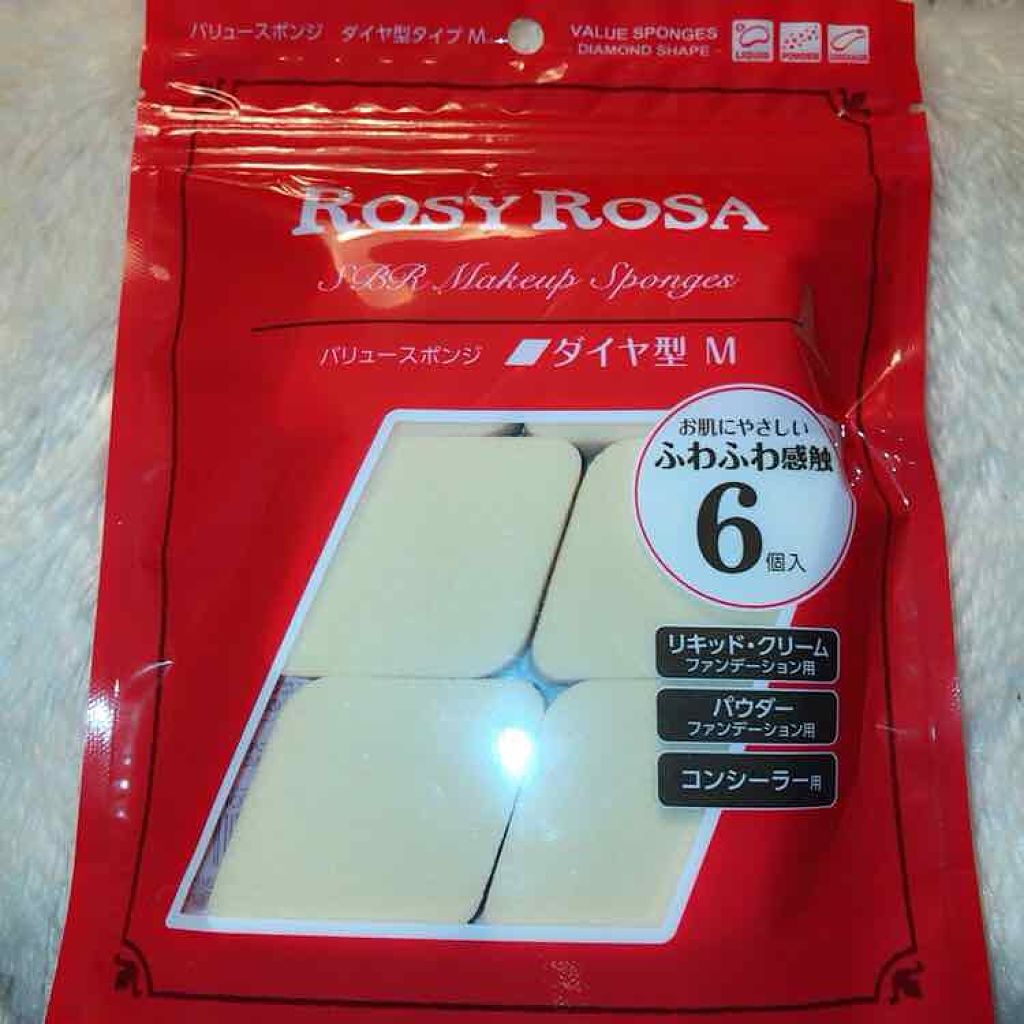 バリュースポンジ ダイヤ型タイプ M
VALUE SPONGES
DIAMOND SHAPE
LIQUID POWDER CONCEALER
ROSY ROSA
SBR Makeup Sponges
バリュースポンジ ダイヤ型 M
お肌にやさしい
ふわふわ感触
6個入
リキッド・クリーム
ファンデーション用
パウダー
ファンデーション用
コンシーラー用